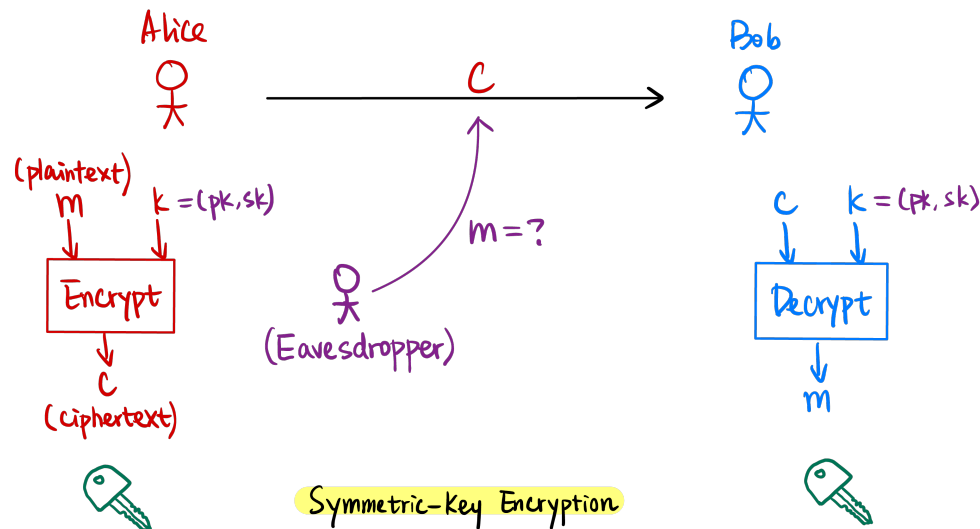 Alice
Bob
C
(plaintext)
m
k = (pk, sk)
Encrypt
C
(ciphertext)
m = ?
(Eavesdropper)
c
k = (pk, sk)
Decrypt
m
Symmetric-Key Encryption